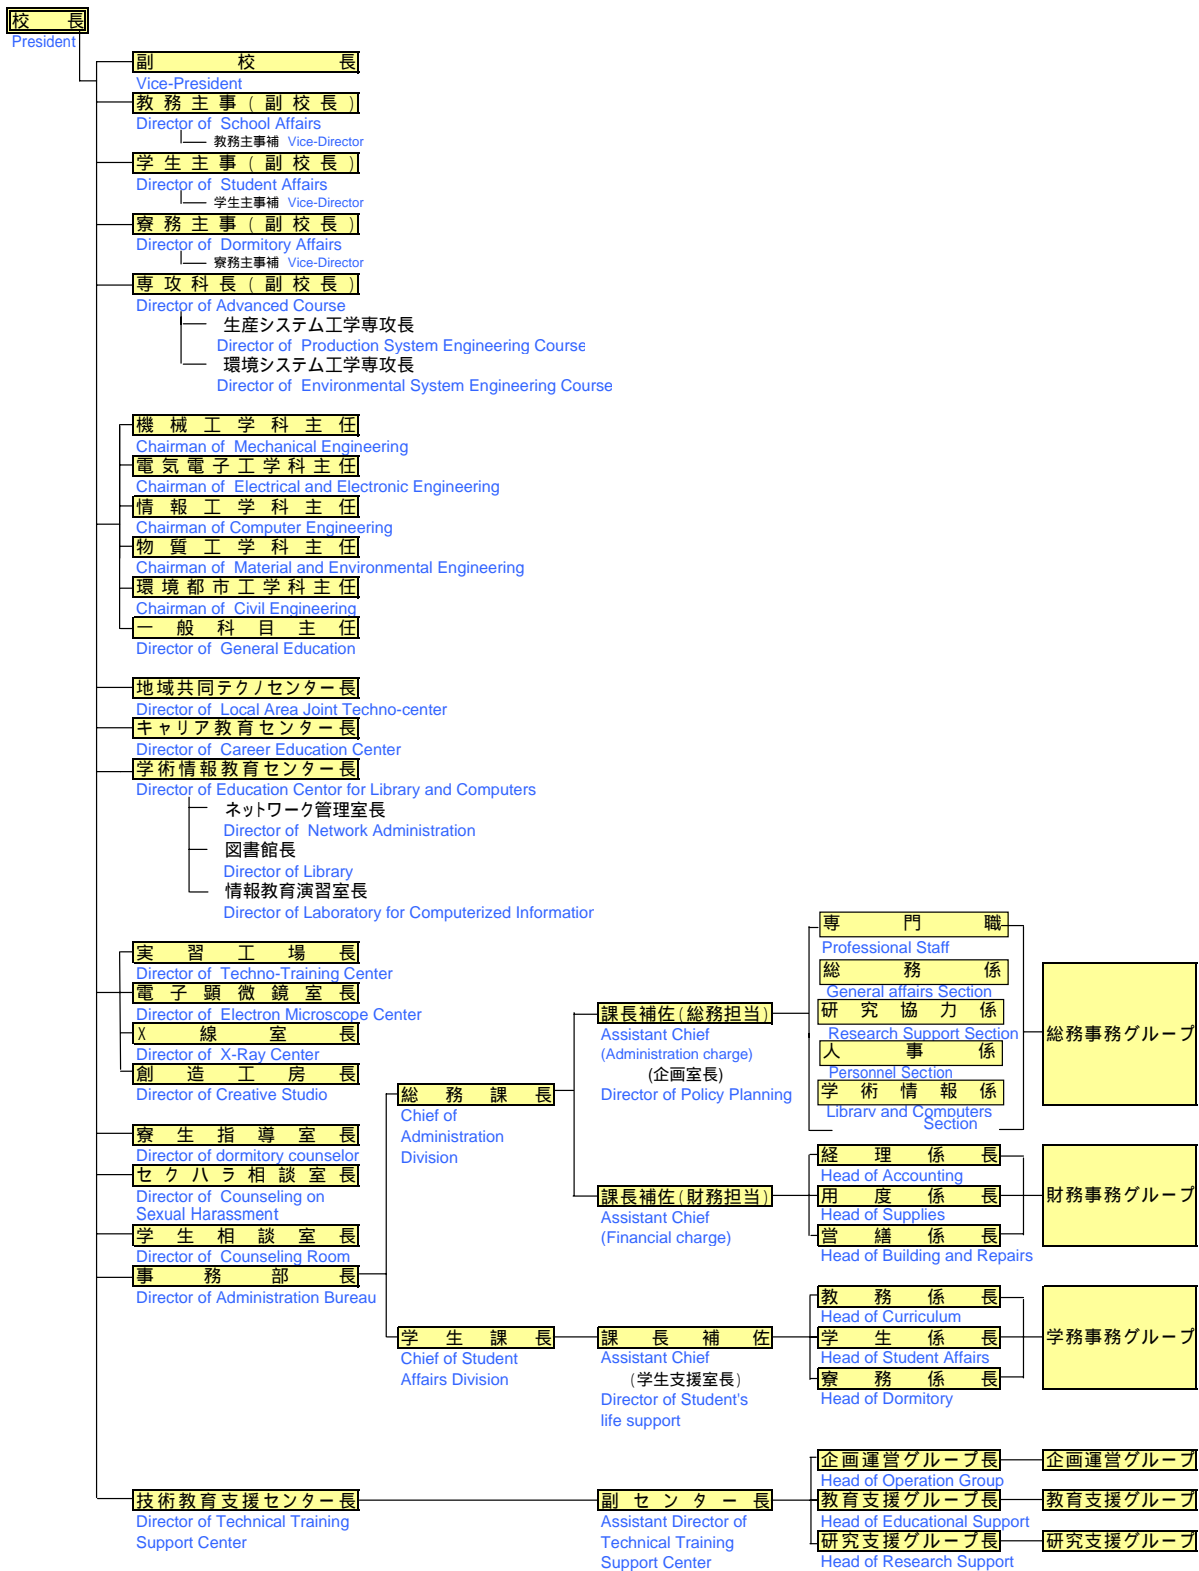 校長
President
副校長
Vice-President
教務主事(副校長)
Director of School Affairs
教務主事補 Vice-Director
学生主事(副校長)
Director of Student Affairs
学生主事補 Vice-Director
寮務主事(副校長)
Director of Dormitory Affairs
寮務主事補 Vice-Director
専攻科長(副校長)
Director of Advanced Course
生産システム工学専攻長
Director of Production System Engineering Course
環境システム工学専攻長
Director of Environmental System Engineering Course
機械工学科主任
Chairman of Mechanical Engineering
電気電子工学科主任
Chairman of Electrical and Electronic Engineering
情報工学科主任
Chairman of Computer Engineering
物質工学科主任
Chairman of Material and Environmental Engineering
環境都市工学科主任
Chairman of Civil Engineering
一般科目主任
Director of General Education
地域共同テクノセンター長
Director of Local Area Joint Techno-center
キャリア教育センター長
Director of Career Education Center
学術情報教育センター長
Director of Education Centor for Library and Computers
ネットワーク管理室長
Director of Network Administration
図書館長
Director of Library
情報教育演習室長
Director of Laboratory for Computerized Information
実習工場長
Director of Techno-Training Center
電子顕微鏡室長
Director of Electron Microscope Center
X線室長
Director of X-Ray Center
創造工房長
Director of Creative Studio
寮生指導室長
Director of dormitory counselor
セクハラ相談室長
Director of Counseling on
Sexual Harassment
学生相談室長
Director of Counseling Room
事務部長
Director of Administration Bureau
総務課長
Chief of
Administration
Division
課長補佐(総務担当)
Assistant Chief
(Administration charge)
(企画室長)
Director of Policy Planning
専門職
Professional Staff
総務係
General affairs Section
研究協力係
Research Support Section
人事係
Personnel Section
学術情報係
Library and Computers
Section
総務事務グループ
課長補佐(財務担当)
Assistant Chief
(Financial charge)
経理係長
Head of Accounting
用度係長
Head of Supplies
営繕係長
Head of Building and Repairs
財務事務グループ
学生課長
Chief of Student
Affairs Division
課長補佐
Assistant Chief
(学生支援室長)
Director of Student's
life support
教務係長
Head of Curriculum
学生係長
Head of Student Affairs
寮務係長
Head of Dormitory
学務事務グループ
技術教育支援センター長
Director of Technical Training
Support Center
副センター長
Assistant Director of
Technical Training
Support Center
企画運営グループ長
Head of Operation Group
企画運営グループ
教育支援グループ長
Head of Educational Support
教育支援グループ
研究支援グループ長
Head of Research Support
研究支援グループ